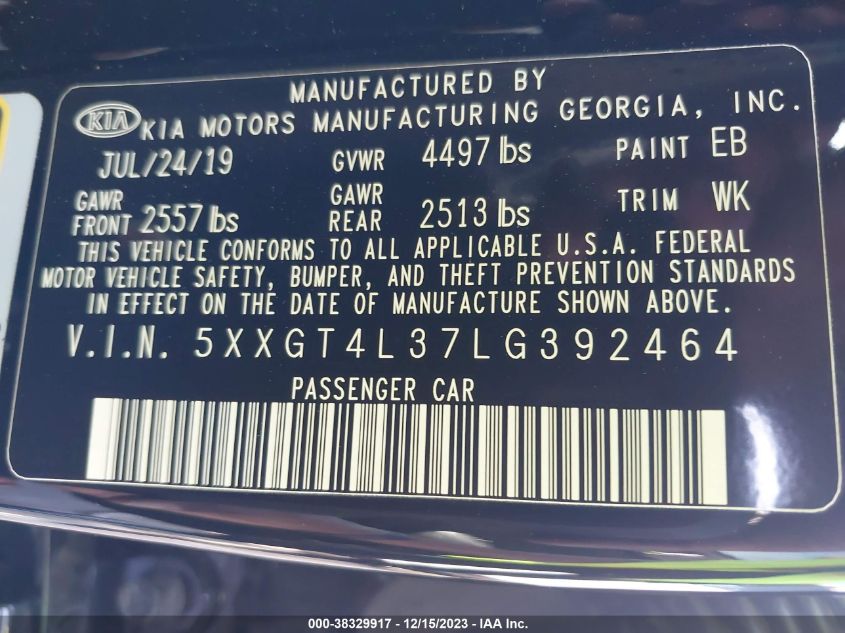 MANUFACTURED BY
KIA KIA MOTORS MANUFACTURING GEORGIA, INC.
JUL/24/19 GVWR 4497 lbs PAINT EB
GAWR FRONT 2557 lbs GAWR REAR 2513 lbs TRIM WK
THIS VEHICLE CONFORMS TO ALL APPLICABLE U.S.A. FEDERAL
MOTOR VEHICLE SAFETY, BUMPER, AND THEFT PREVENTION STANDARDS
IN EFFECT ON THE DATE OF MANUFACTURE SHOWN ABOVE.
V.I.N. 5XXGT4L37LG392464
PASSENGER CAR
000-38329917 - 12/15/2023 - IAA Inc.